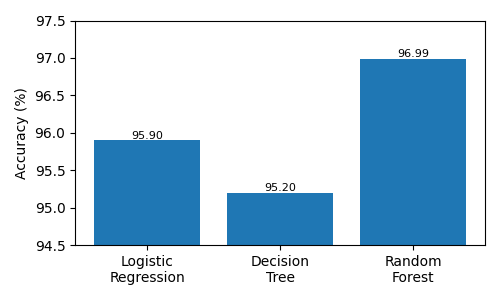 97.5
97.0
96.5
96.0
95.5
95.0
94.5
Accuracy (%)
95.90
95.20
96.99
Logistic
Regression
Decision
Tree
Random
Forest